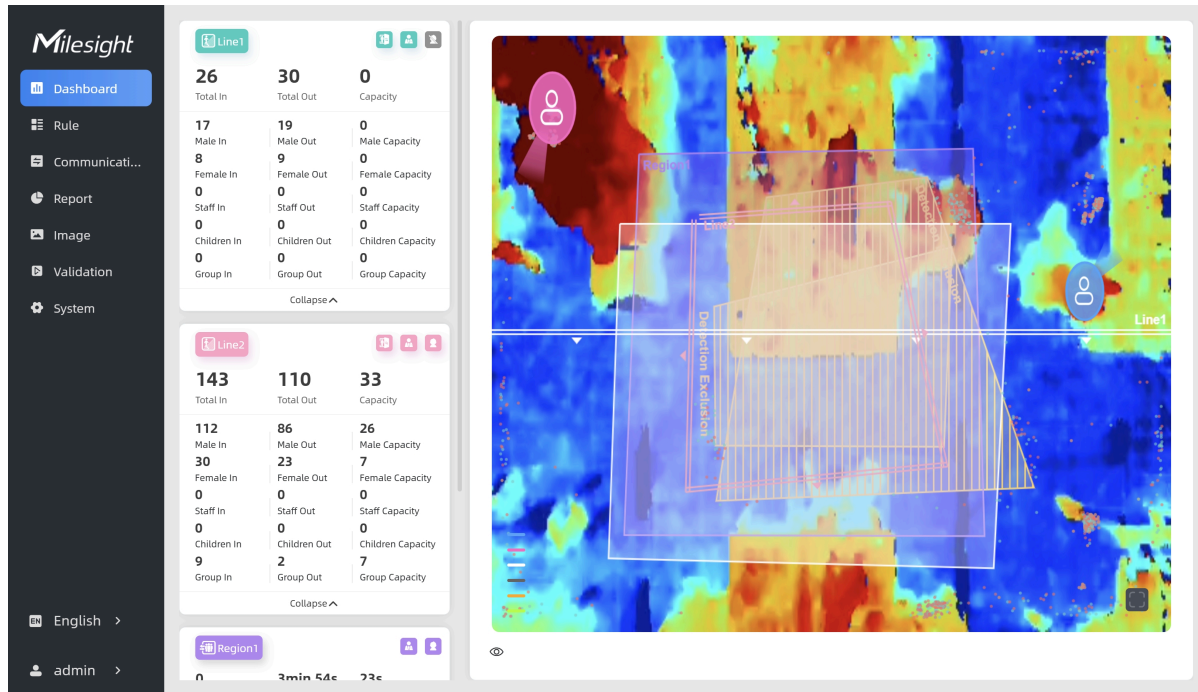 Milesight
Dashboard
Rule
Communicati...
Report
Image
Validation
System
EN English >
admin >
Line1
26 30 0
Total In Total Out Capacity
17 19 0
Male In Male Out Male Capacity
8 9 0
Female In Female Out Female Capacity
0 0 0
Staff In Staff Out Staff Capacity
0 0 0
Children In Children Out Children Capacity
0 0 0
Group In Group Out Group Capacity
Collapse
Line2
143 110 33
Total In Total Out Capacity
112 86 26
Male In Male Out Male Capacity
30 23 7
Female In Female Out Female Capacity
0 0 0
Staff In Staff Out Staff Capacity
0 0 0
Children In Children Out Children Capacity
9 2 7
Group In Group Out Group Capacity
Collapse
Region1
0 3min 54s 23s
Region1
Detection
Line1
Detection Exclusion